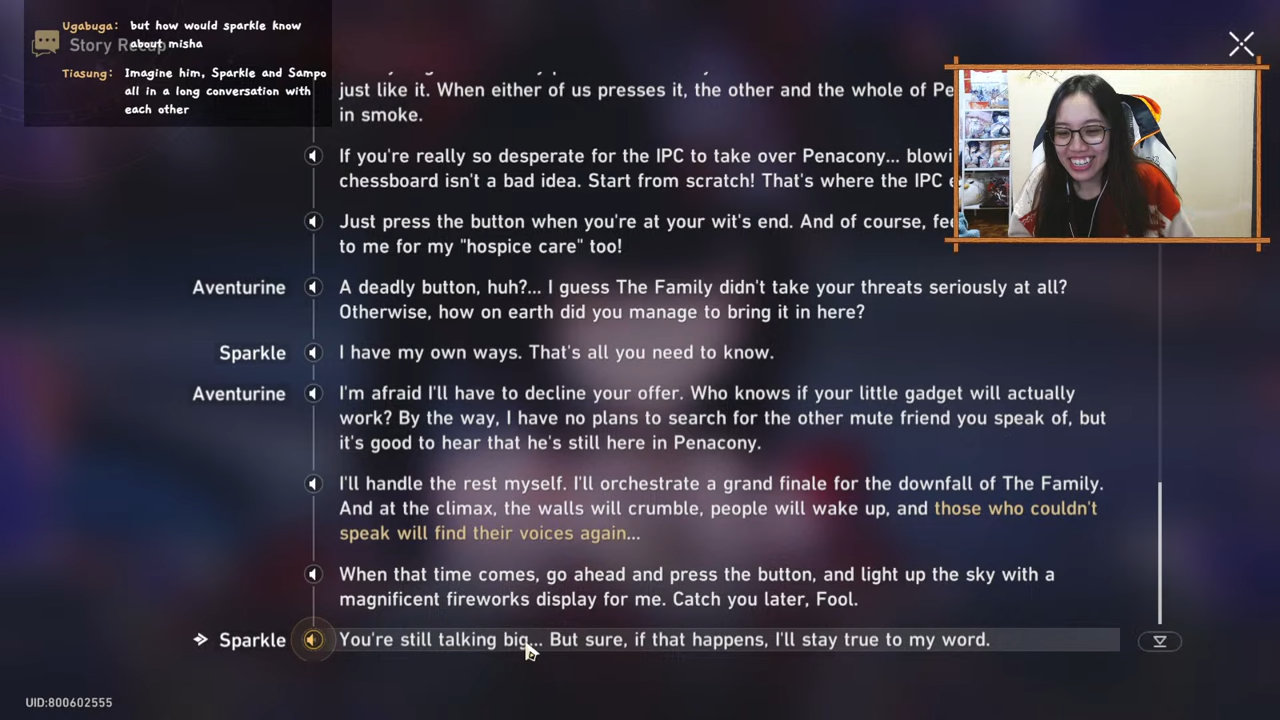 Ugabuga: but how would sparkle know
about misha
Story Recap
Tiasung: Imagine him, Sparkle and Sampo
all in a long conversation with
each other
just like it. When either of us presses it, the other and the whole of Pe
in smoke.
If you're really so desperate for the IPC to take over Penacony...
chessboard isn't a bad idea. Start from scratch! That's where the IPC
Just press the button when you're at your wit's end. And of course,
to me for my "hospice care" too!
Aventurine A deadly button, huh?... I guess The Family didn't take your threats seriously at all?
Otherwise, how on earth did you manage to bring it in here?
Sparkle I have my own ways. That's all you need to know.
Aventurine I'm afraid I'll have to decline your offer. Who knows if your little gadget will actually
work? By the way, I have no plans to search for the other mute friend you speak of, but
it's good to hear that he's still here in Penacony.
I'll handle the rest myself. I'll orchestrate a grand finale for the downfall of The Family.
And at the climax, the walls will crumble, people will wake up, and those who couldn't
speak will find their voices again...
When that time comes, go ahead and press the button, and light up the sky with a
magnificent fireworks display for me. Catch you later, Fool.
Sparkle You're still talking big... But sure, if that happens, I'll stay true to my word.
UID:800602555